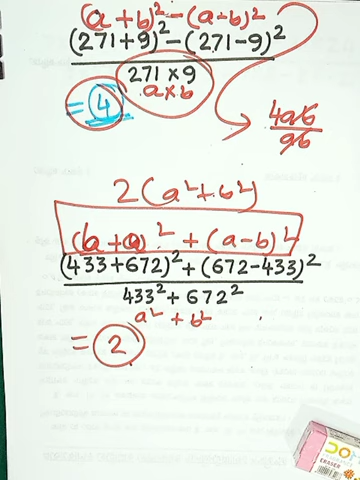 (a+b)²-(a-b)²
(271+9)²-(271-9)²
271×9
a×b
=4
4ab
ab
2(a²+b²)
(b+a)²+(a-b)²
(433+672)²+(672-433)²
433²+672²
a²+b²
=2
ERASER